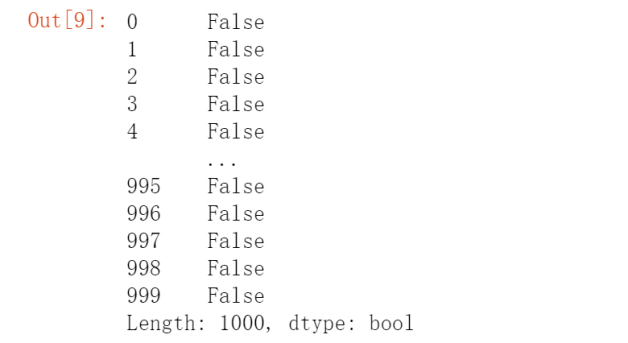 Out[9]: 0 False
1 False
2 False
3 False
4 False
...
995 False
996 False
997 False
998 False
999 False
Length: 1000, dtype: bool